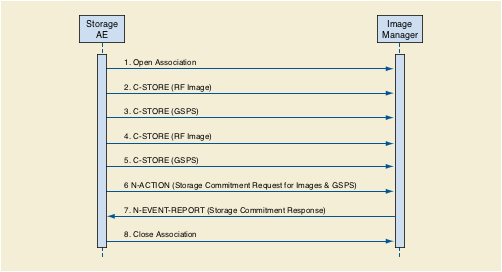 Storage
AE
Image
Manager
1. Open Association
2. C-STORE (RF Image)
3. C-STORE (GSPS)
4. C-STORE (RF Image)
5. C-STORE (GSPS)
6 N-ACTION (Storage Commitment Request for Images & GSPS)
7. N-EVENT-REPORT (Storage Commitment Response)
8. Close Association